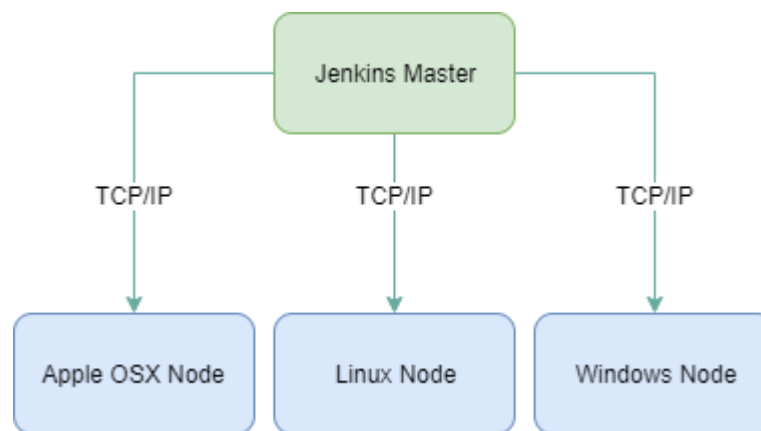 Jenkins Master
TCP/IP
TCP/IP
TCP/IP
Apple OSX Node
Linux Node
Windows Node